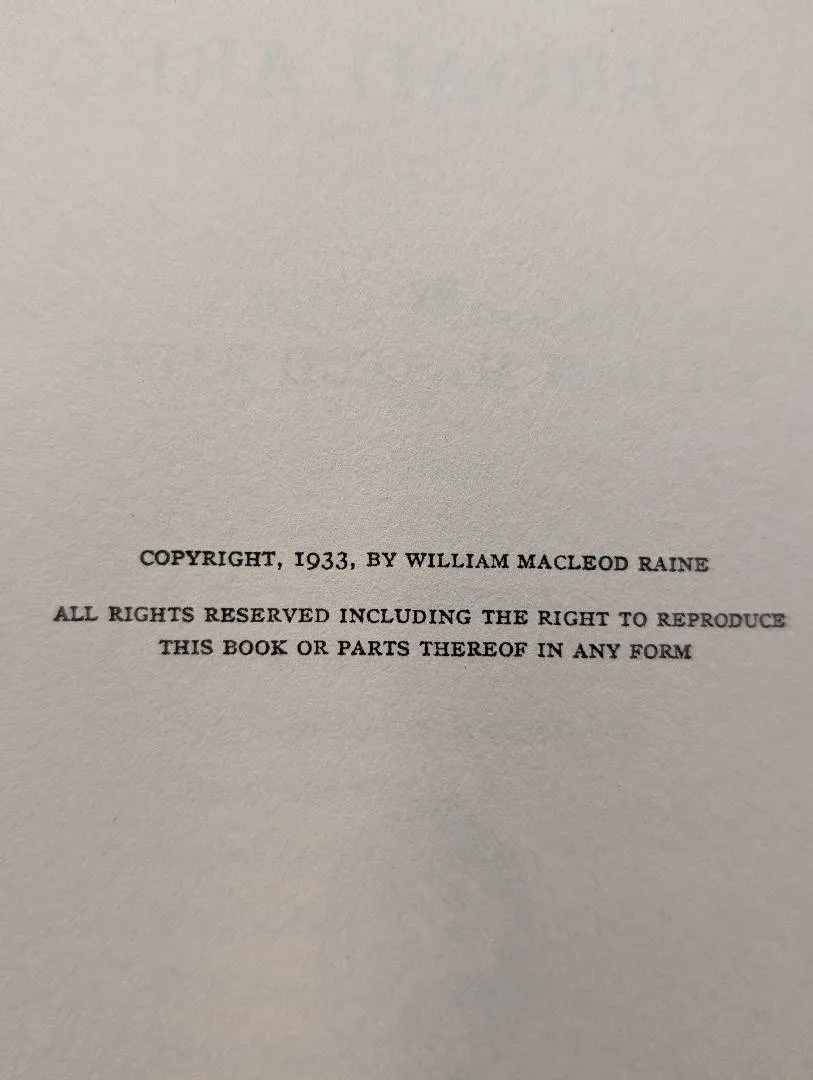 COPYRIGHT, 1933, BY WILLIAM MACLEOD RAINE
ALL RIGHTS RESERVED INCLUDING THE RIGHT TO REPRODUCE
THIS BOOK OR PARTS THEREOF IN ANY FORM